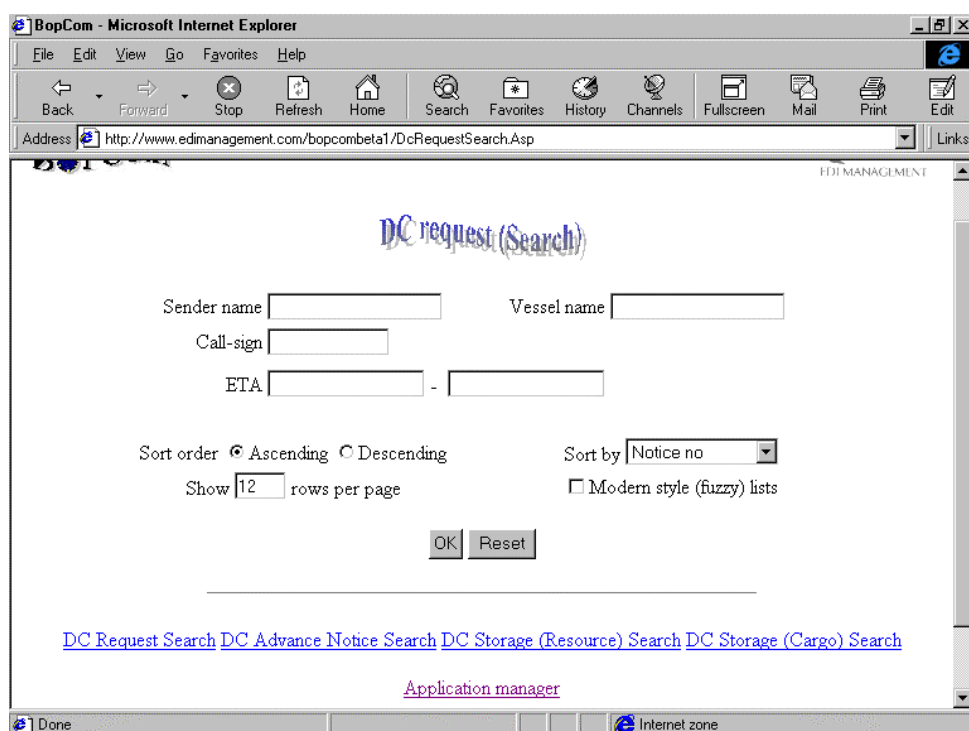 BopCom - Microsoft Internet Explorer
File Edit View Go Favorites Help
Back Forward Stop Refresh Home Search Favorites History Channels Fullscreen Mail Print Edit
Address http://www.edimanagement.com/bopcombeta1/DcRequestSearch.Asp Links
EDI MANAGEMENT
DC request (Search)
Sender name Vessel name
Call-sign
ETA -
Sort order Ascending Descending Sort by Notice no
Show 12 rows per page Modern style (fuzzy) lists
OK Reset
DC Request Search DC Advance Notice Search DC Storage (Resource) Search DC Storage (Cargo) Search
Application manager
Done Internet zone